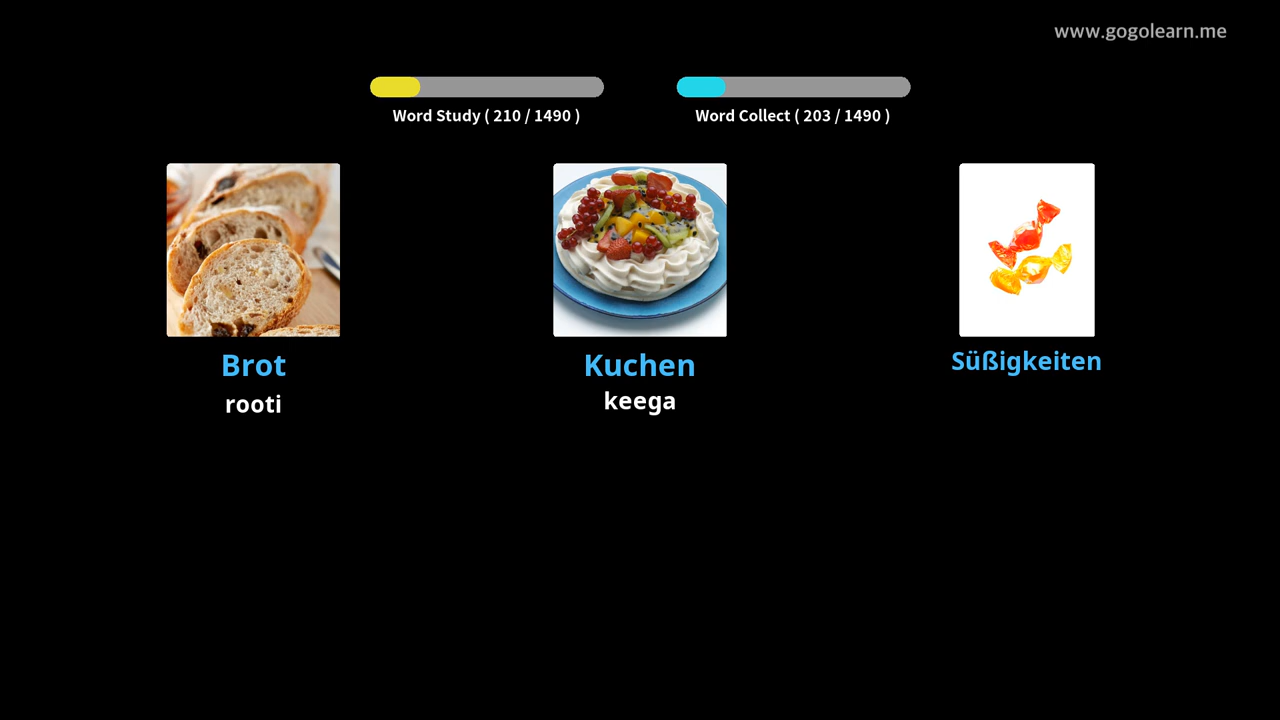 www.gogolearn.me
Word Study ( 210 / 1490 )
Word Collect ( 203 / 1490 )
Brot
rooti
Kuchen
keega
Süßigkeiten